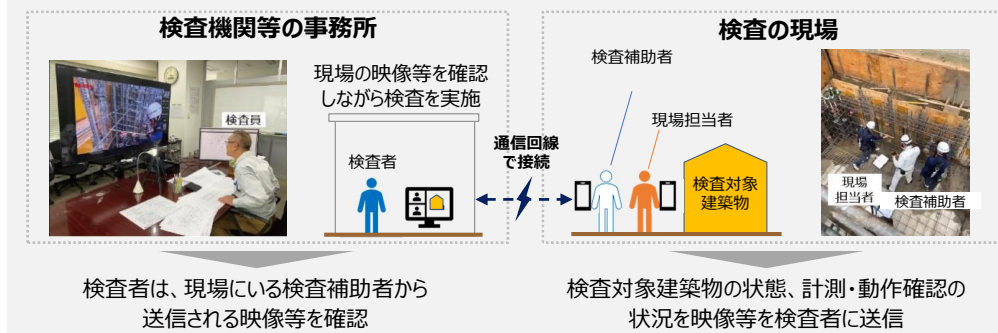 検査機関等の事務所
検査員
現場の映像等を確認
しながら検査を実施
検査者
通信回線
で接続
検査の現場
検査補助者
現場担当者
検査対象
建築物
現場
担当者
検査補助者
検査者は、現場にいる検査補助者から
送信される映像等を確認
検査対象建築物の状態、計測・動作確認の
状況を映像等を検査者に送信